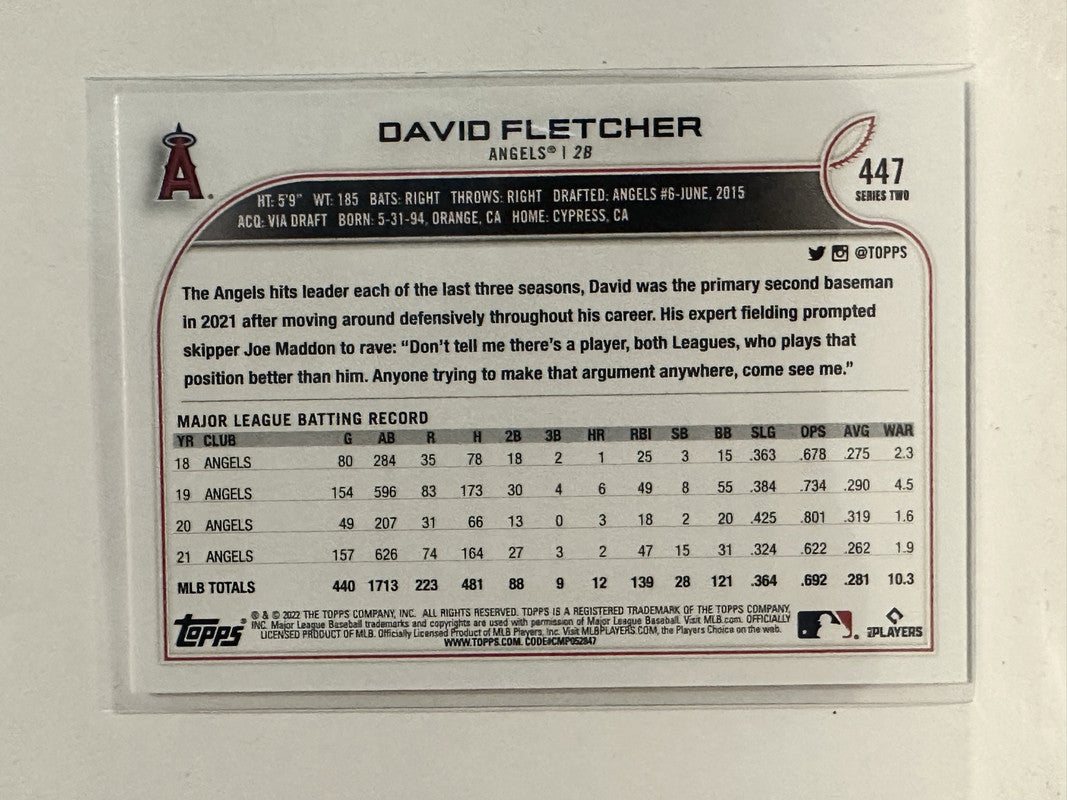 DAVID FLETCHER
ANGELS® | 2B
447
SERIES TWO
A.
HT: 5'9" WT: 185 BATS: RIGHT THROWS: RIGHT DRAFTED: ANGELS #6-JUNE, 2015
ACQ: VIA DRAFT BORN: 5-31-94, ORANGE, CA HOME: CYPRESS, CA
@TOPPS
The Angels hits leader each of the last three seasons, David was the primary second baseman
in 2021 after moving around defensively throughout his career. His expert fielding prompted
skipper Joe Maddon to rave: “Don’t tell me there’s a player, both Leagues, who plays that
position better than him. Anyone trying to make that argument anywhere, come see me.”
MAJOR LEAGUE BATTING RECORD
YR CLUB G AB R H 2B 3B HR RBI SB BB SLG OPS AVG WAR
18 ANGELS 80 284 35 78 18 2 1 25 3 15 .363 .678 .275 2.3
19 ANGELS 154 596 83 173 30 4 6 49 8 55 .384 .734 .290 4.5
20 ANGELS 49 207 31 66 13 0 3 18 2 20 .425 .801 .319 1.6
21 ANGELS 157 626 74 164 27 3 2 47 15 31 .324 .622 .262 1.9
MLB TOTALS 440 1713 223 481 88 9 12 139 28 121 .364 .692 .281 10.3
® & © 2022 THE TOPPS COMPANY, INC. ALL RIGHTS RESERVED. TOPPS IS A REGISTERED TRADEMARK OF THE TOPPS COMPANY,
INC. Major League Baseball trademarks and copyrights are used with permission of Major League Baseball. Visit MLB.com. OFFICIALLY
LICENSED PRODUCT OF MLB. Officially Licensed Product of MLB Players, Inc. Visit MLBPLAYERS.COM, the Players Choice on the web.
WWW.TOPPS.COM. CODE#CMP052847
topps®
PLAYERS